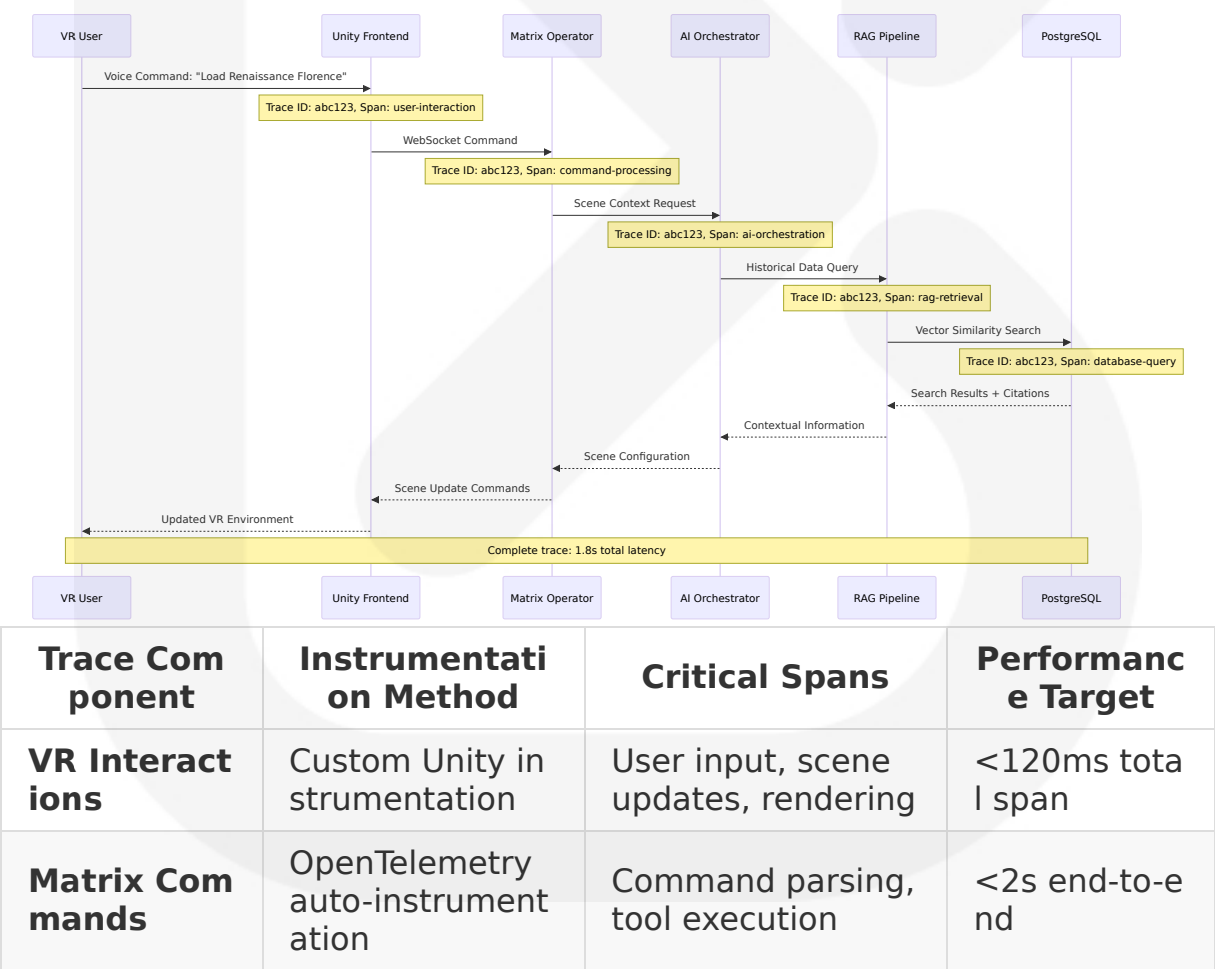 VR User
Unity Frontend
Matrix Operator
AI Orchestrator
RAG Pipeline
PostgreSQL
Voice Command: "Load Renaissance Florence"
Trace ID: abc123, Span: user-interaction
WebSocket Command
Trace ID: abc123, Span: command-processing
Scene Context Request
Trace ID: abc123, Span: ai-orchestration
Historical Data Query
Trace ID: abc123, Span: rag-retrieval
Vector Similarity Search
Trace ID: abc123, Span: database-query
Search Results + Citations
Contextual Information
Scene Configuration
Scene Update Commands
Updated VR Environment
Complete trace: 1.8s total latency
VR User
Unity Frontend
Matrix Operator
AI Orchestrator
RAG Pipeline
PostgreSQL
Trace Com
ponent
Instrumentati
on Method
Critical Spans
Performanc
e Target
VR Interact
ions
Custom Unity in
strumentation
User input, scene
updates, rendering
<120ms tota
l span
Matrix Com
mands
OpenTelemetry
auto-instrument
ation
Command parsing,
tool execution
<2s end-to-e
nd